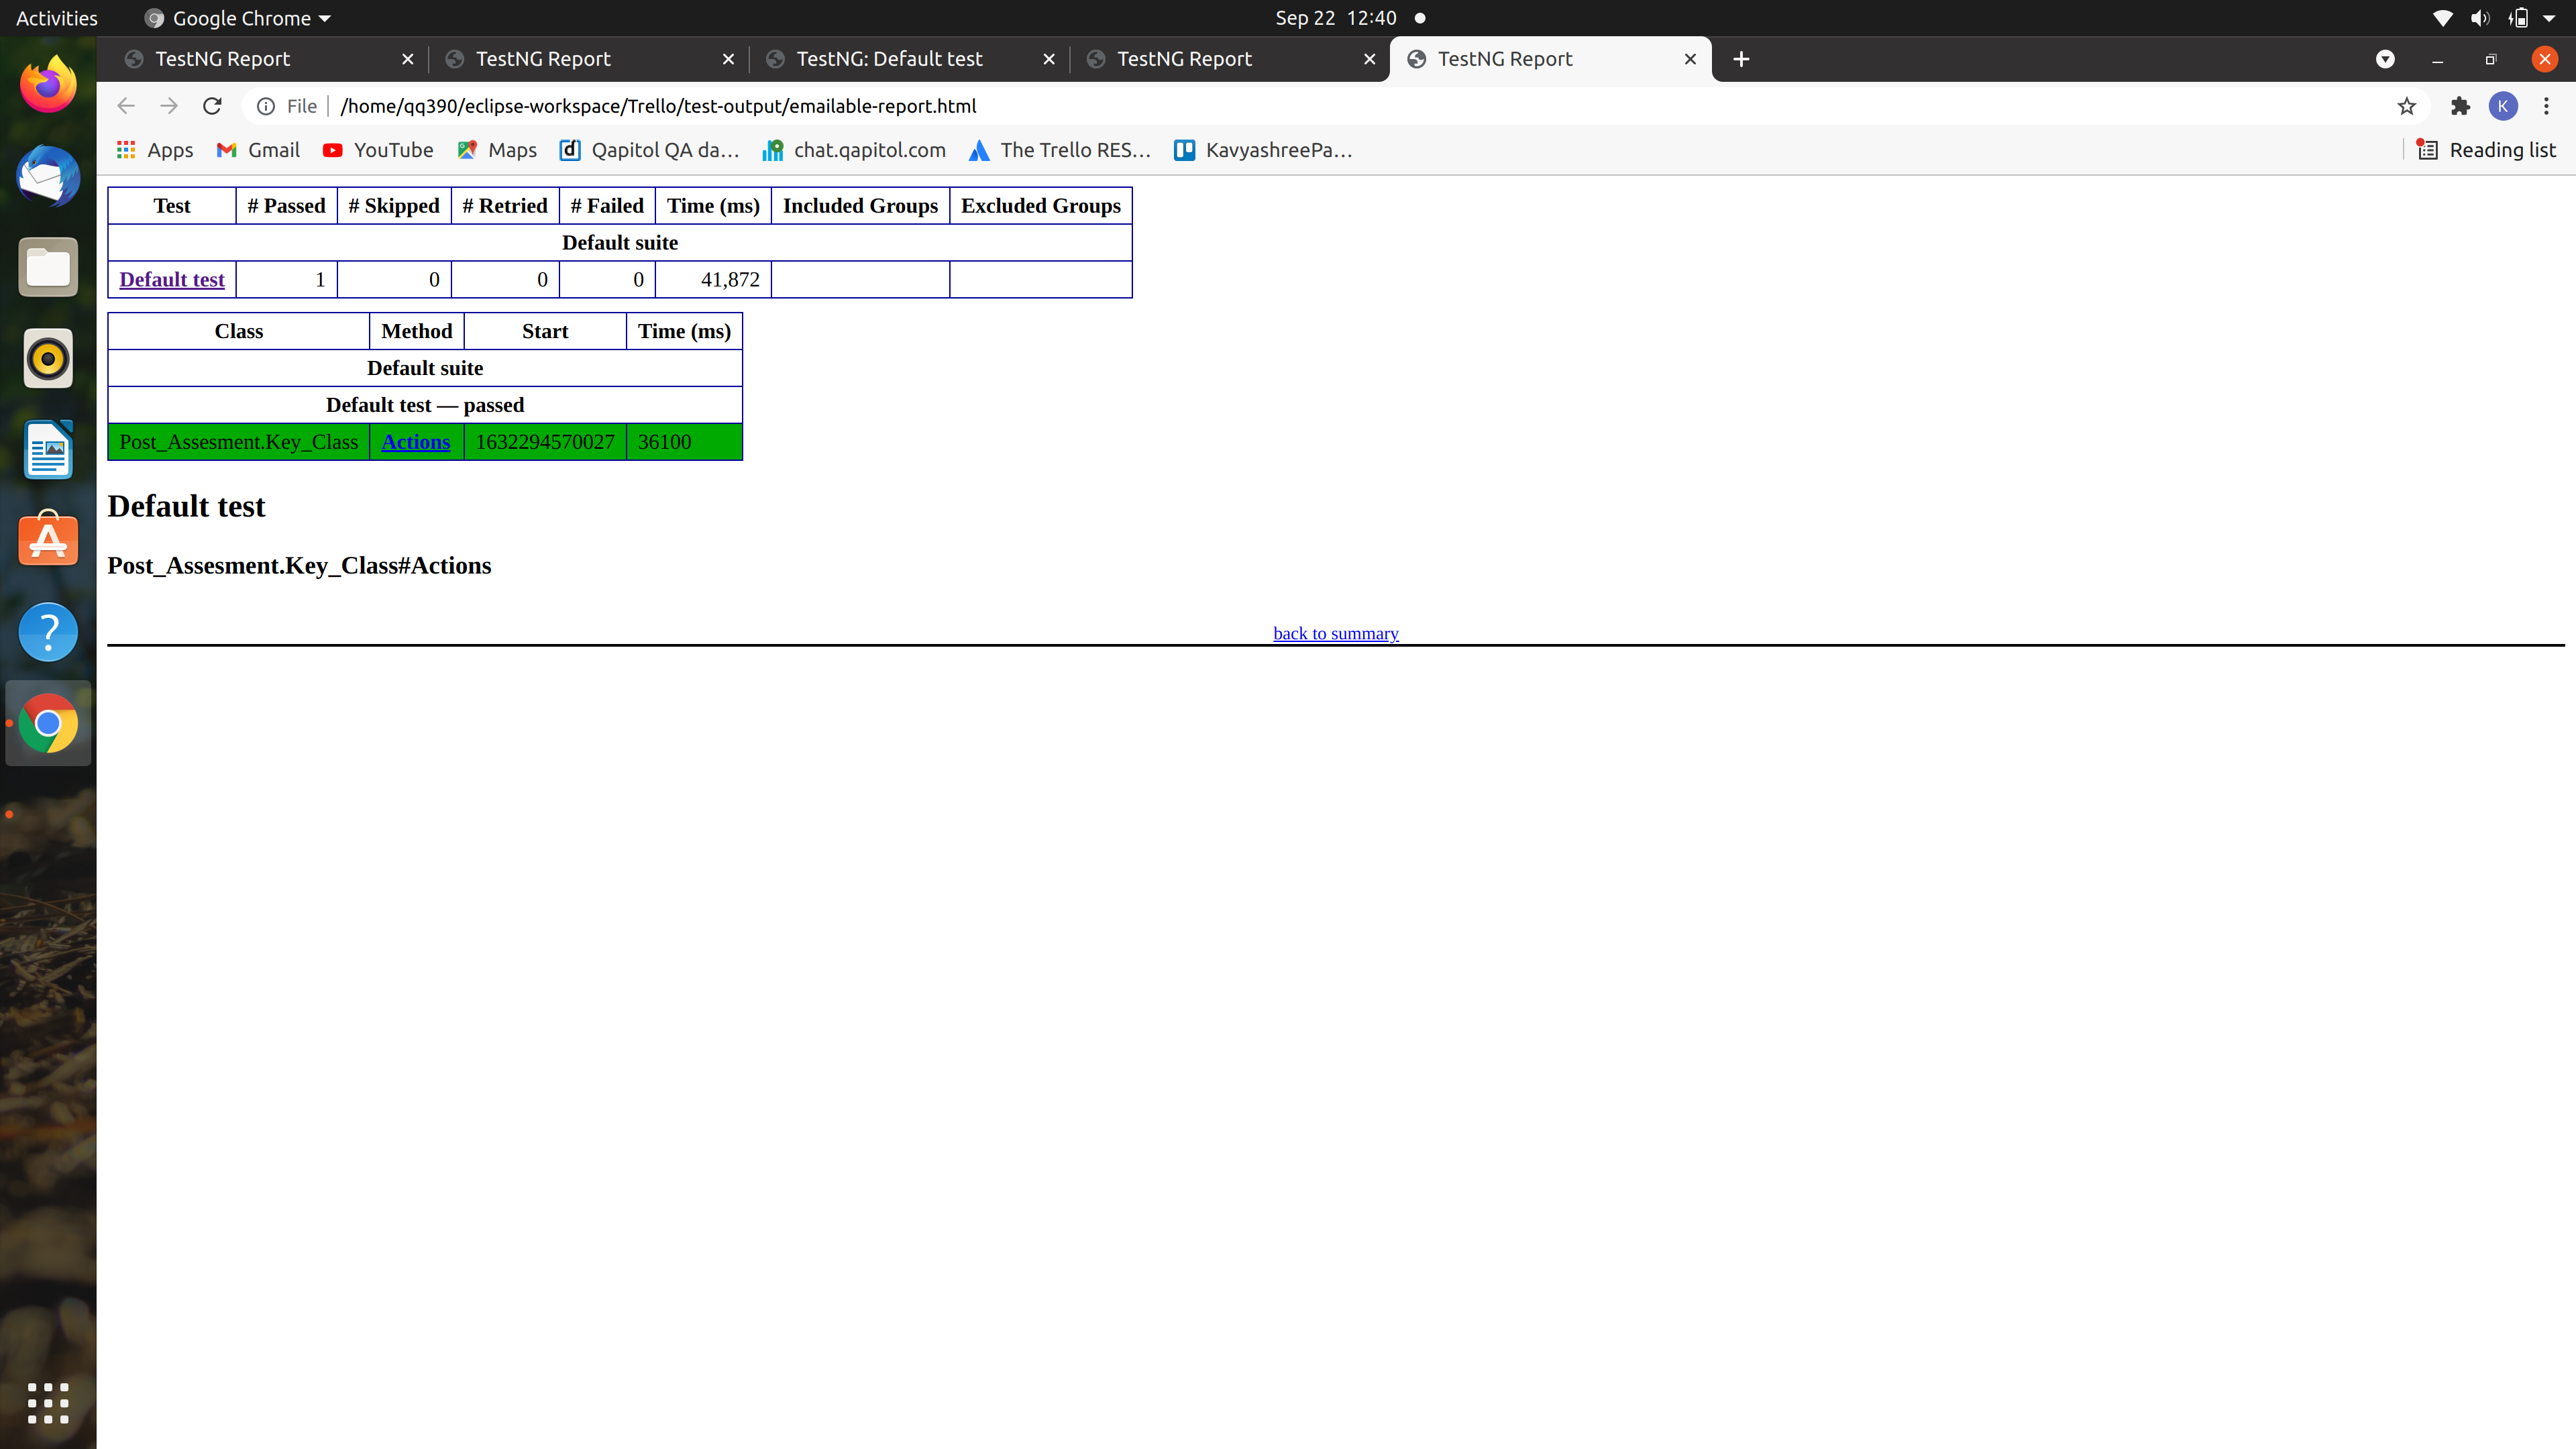 Activities Google Chrome Sep 22 12:40
TestNG Report TestNG Report TestNG: Default test TestNG Report TestNG Report
File /home/qq390/eclipse-workspace/Trello/test-output/emailable-report.html K
Apps Gmail YouTube Maps Qapitol QA da... chat.qapitol.com The Trello RES... KavyashreePa... Reading list
Test # Passed # Skipped # Retried # Failed Time (ms) Included Groups Excluded Groups
Default suite
Default test 1 0 0 0 41,872
Class Method Start Time (ms)
Default suite
Default test — passed
Post_Assesment.Key_Class Actions 1632294570027 36100
Default test
Post_Assesment.Key_Class#Actions
back to summary